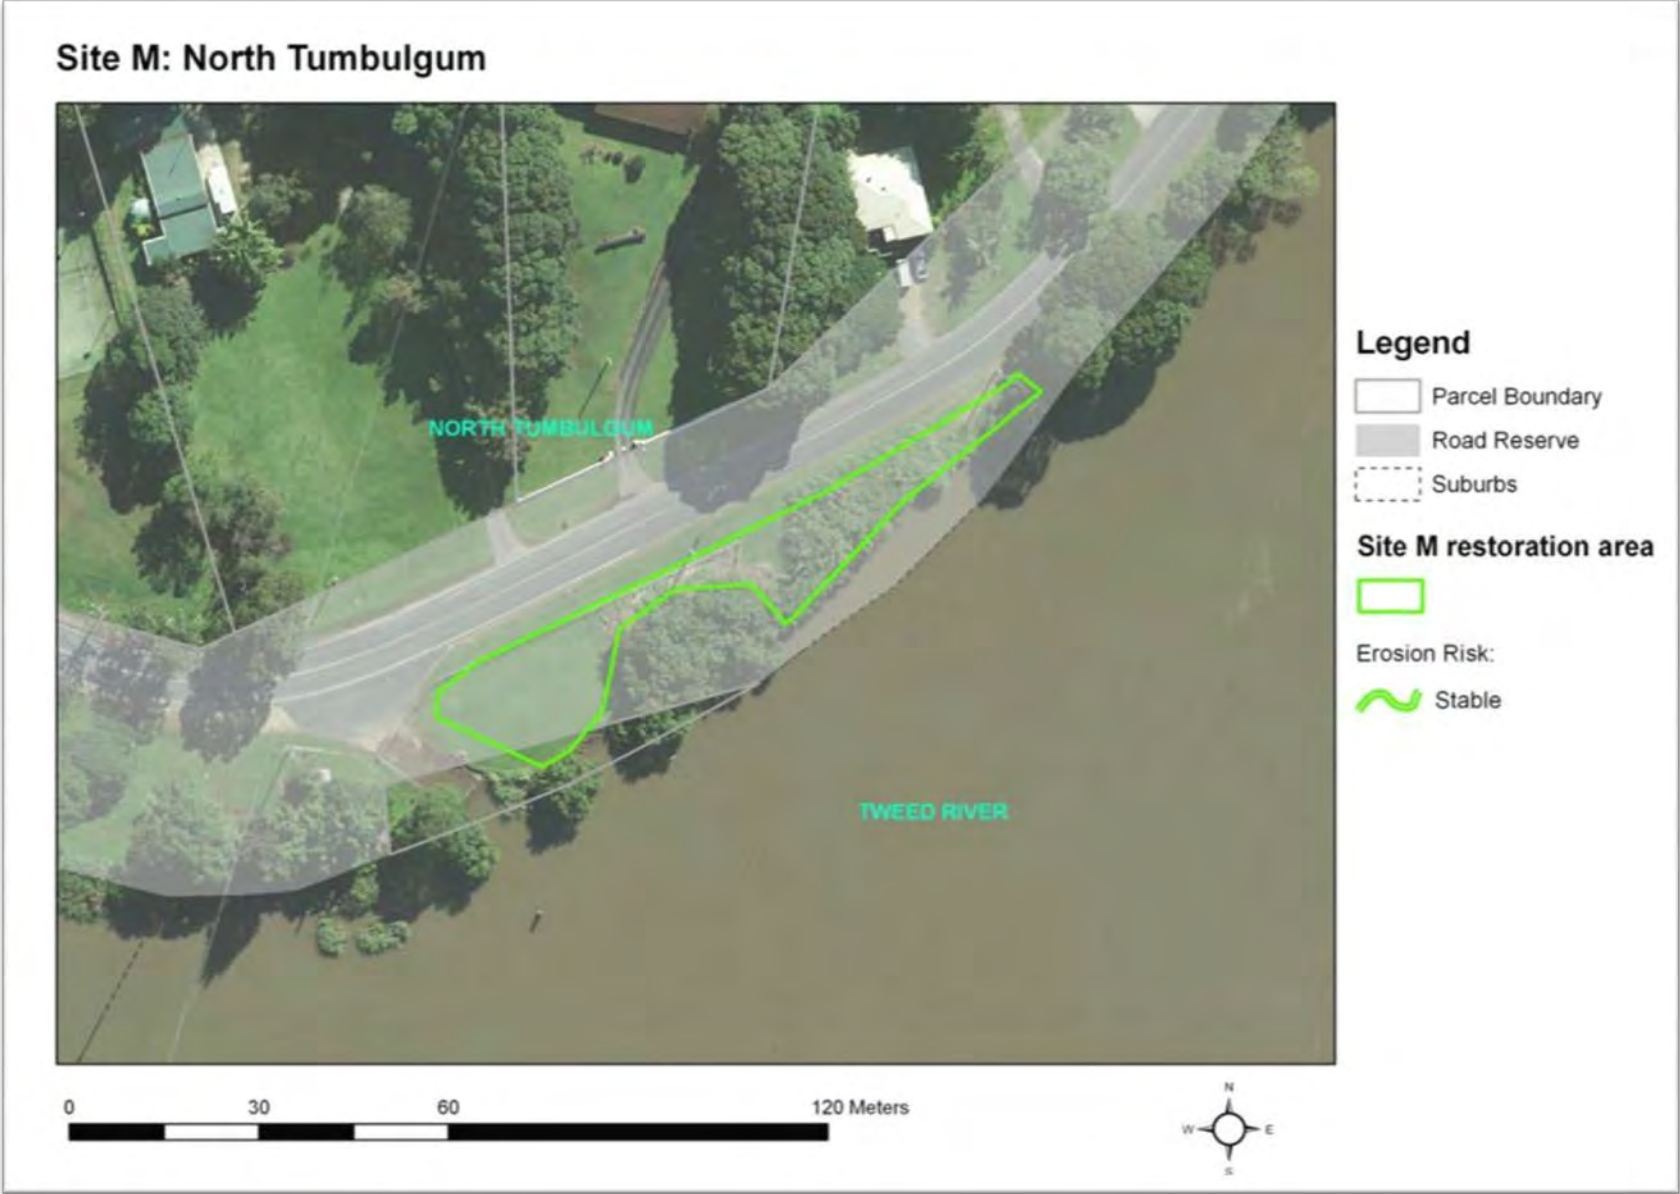 Site M: North Tumbulgum
NORTH TUMBULGUM
TWEED RIVER
Legend
Parcel Boundary
Road Reserve
Suburbs
Site M restoration area
Erosion Risk:
Stable
0 30 60 120 Meters
N
W E
S